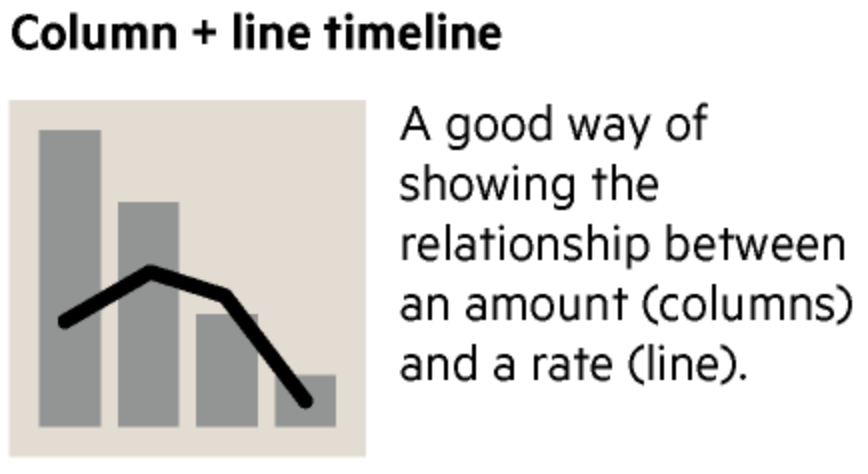 Column + line timeline
A good way of
showing the
relationship between
an amount (columns)
and a rate (line).